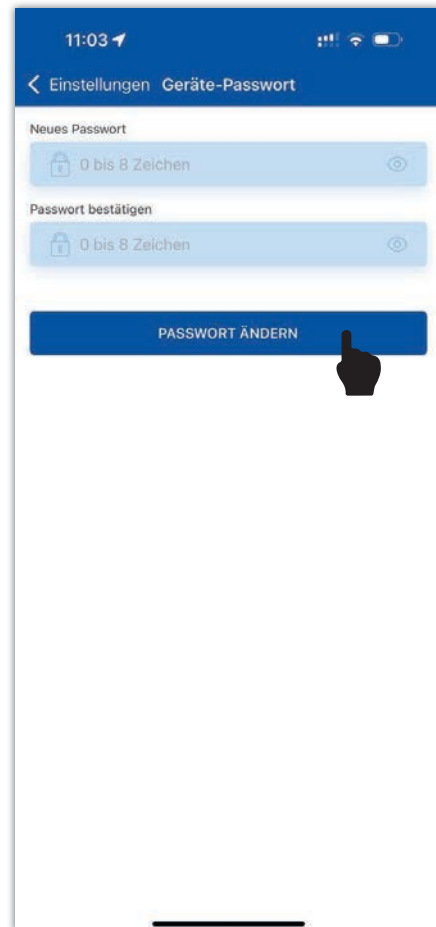 11:03
Einstellungen Geräte-Passwort
Neues Passwort
0 bis 8 Zeichen
Passwort bestätigen
0 bis 8 Zeichen
PASSWORT ÄNDERN